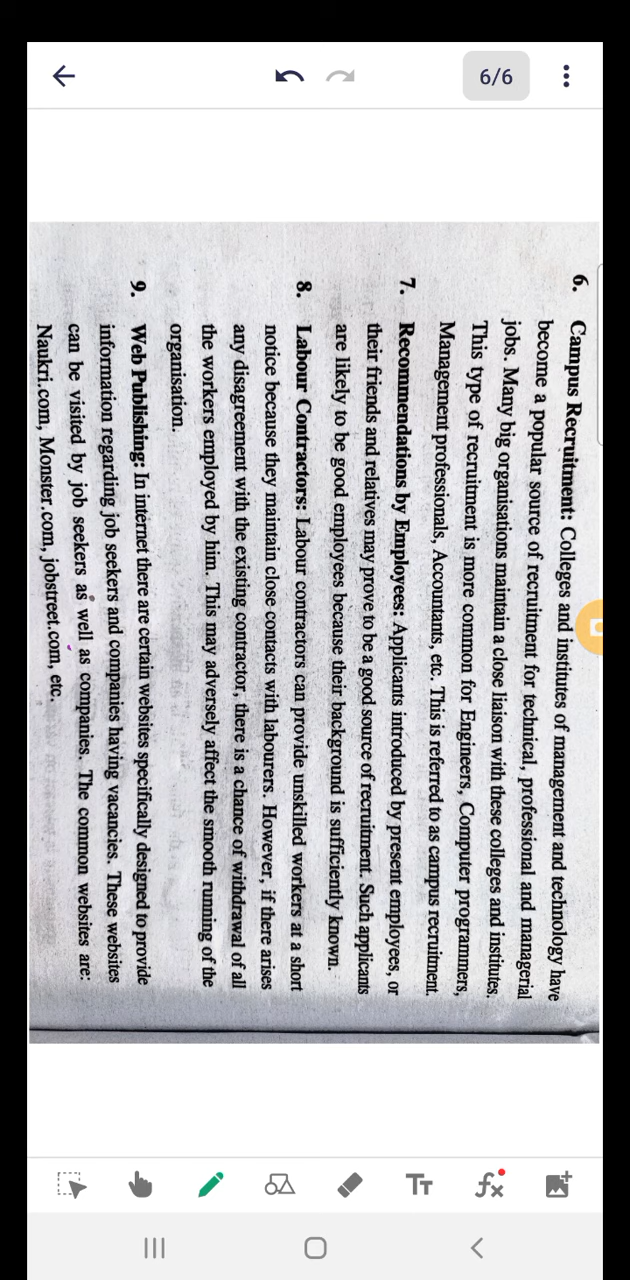 6/6
6. Campus Recruitment: Colleges and institutes of management and technology have
become a popular source of recruitment for technical, professional and managerial
jobs. Many big organisations maintain a close liaison with these colleges and institutes.
This type of recruitment is more common for Engineers, Computer programmers,
Management professionals, Accountants, etc. This is referred to as campus recruitment.
7. Recommendations by Employees: Applicants introduced by present employees, or
their friends and relatives may prove to be a good source of recruitment. Such applicants
are likely to be good employees because their background is sufficiently known.
8. Labour Contractors: Labour contractors can provide unskilled workers at a short
notice because they maintain close contacts with labourers. However, if there arises
any disagreement with the existing contractor, there is a chance of withdrawal of all
the workers employed by him. This may adversely affect the smooth running of the
organisation.
9. Web Publishing: In internet there are certain websites specifically designed to provide
information regarding job seekers and companies having vacancies. These websites
can be visited by job seekers as well as companies. The common websites are:
Naukri.com, Monster.com, jobstreet.com, etc.
TT
fx